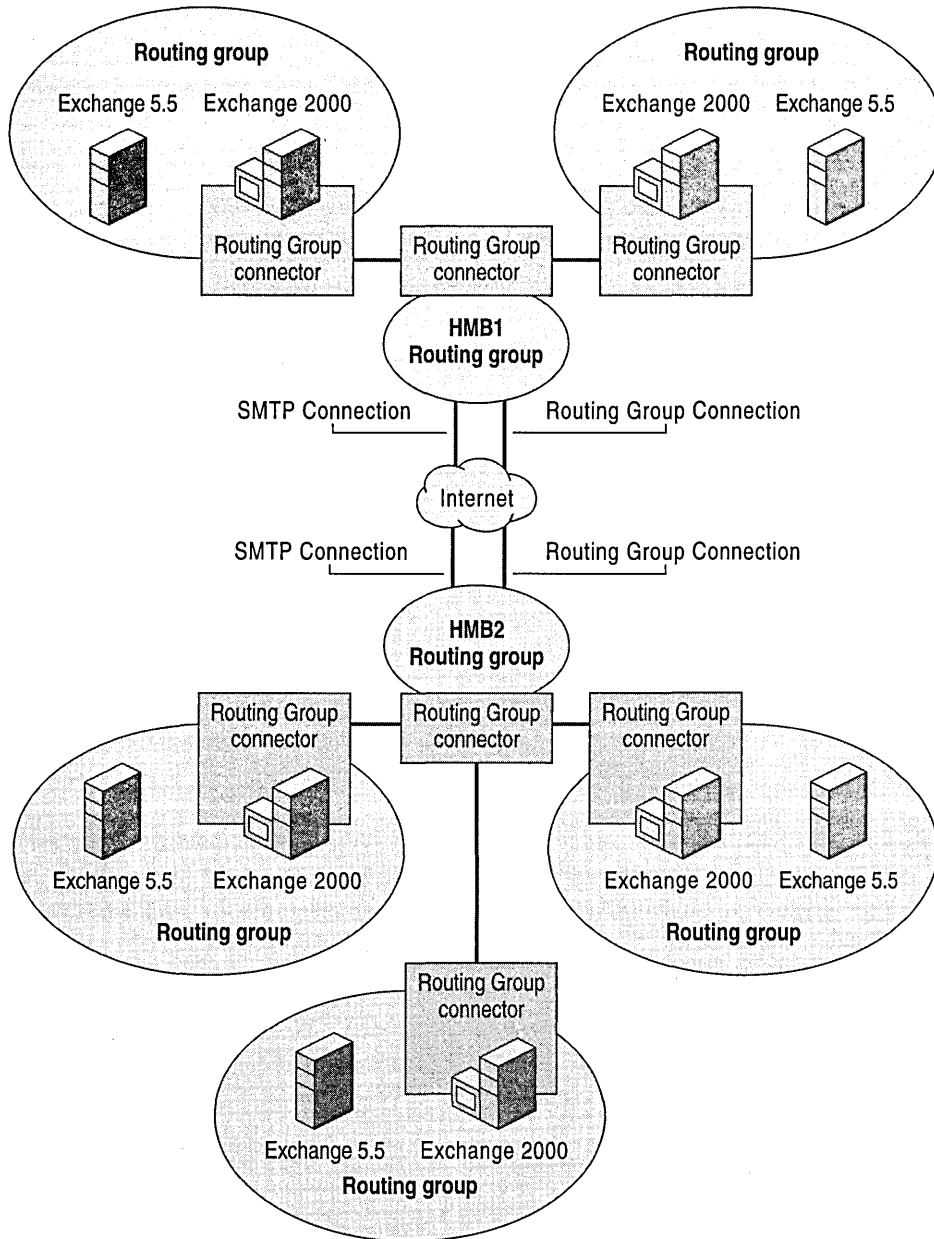 Routing group
Exchange 5.5
Exchange 2000
Routing Group
connector
Routing group
Exchange 2000
Exchange 5.5
Routing Group
connector
Routing Group
connector
HMB1
Routing group
SMTP Connection
Routing Group Connection
Internet
SMTP Connection
Routing Group Connection
HMB2
Routing group
Routing Group
connector
Exchange 5.5
Exchange 2000
Routing group
Routing Group
connector
Routing Group
connector
Exchange 2000
Exchange 5.5
Routing group
Routing Group
connector
Exchange 5.5
Exchange 2000
Routing group